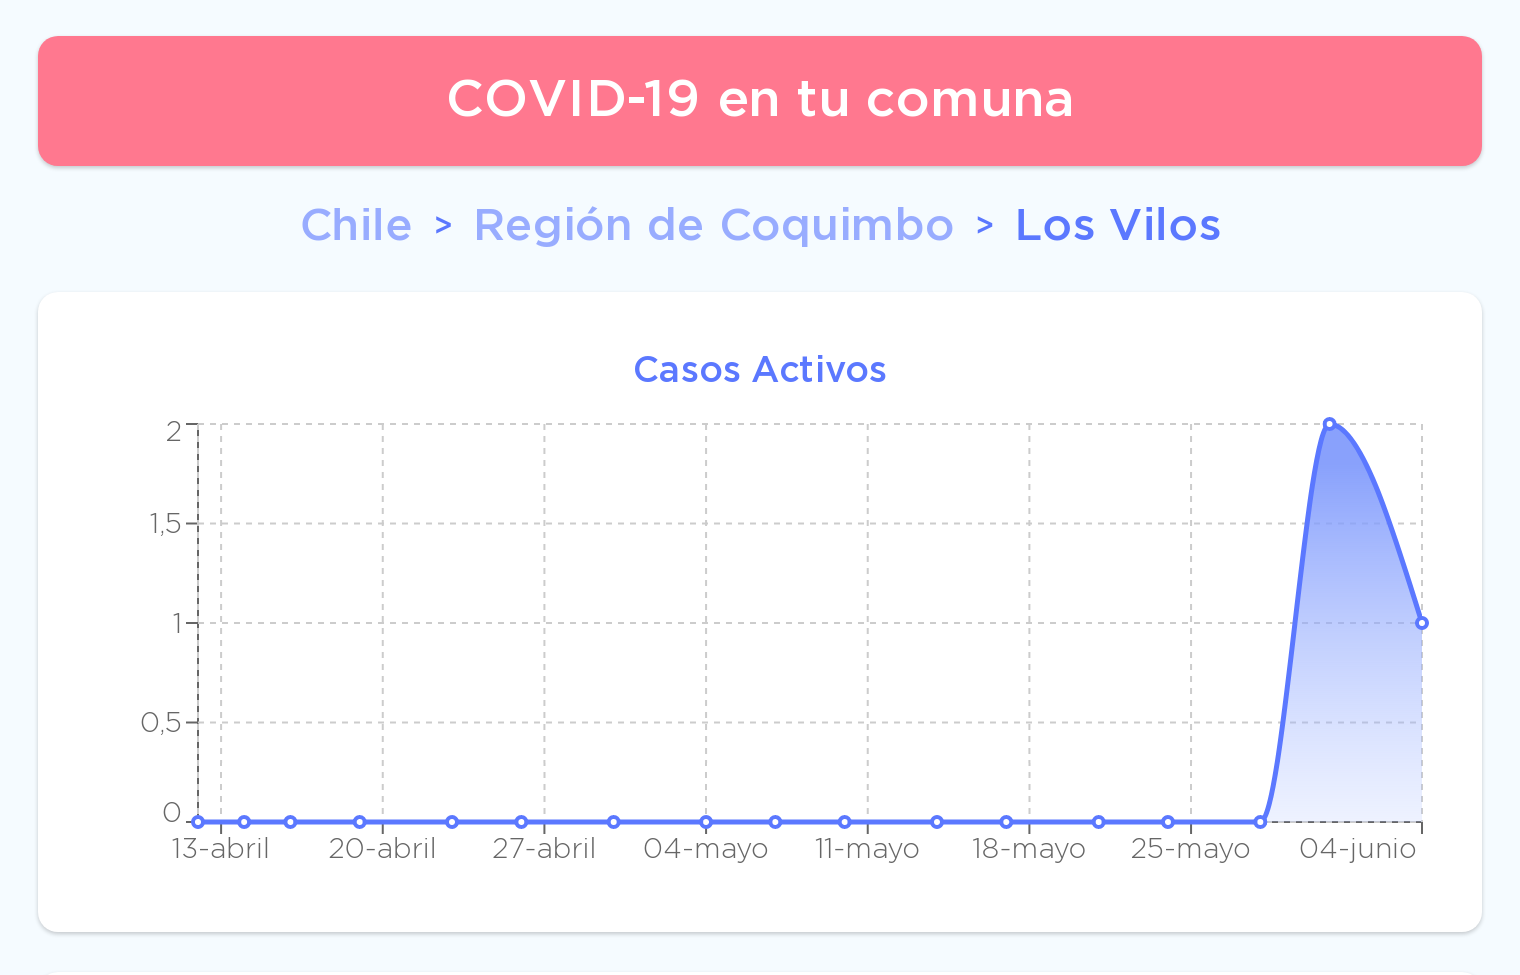 COVID-19 en tu comuna
Chile > Región de Coquimbo > Los Vilos
Casos Activos
2
1,5
1
0,5
0
13-abril 20-abril 27-abril 04-mayo 11-mayo 18-mayo 25-mayo 04-junio